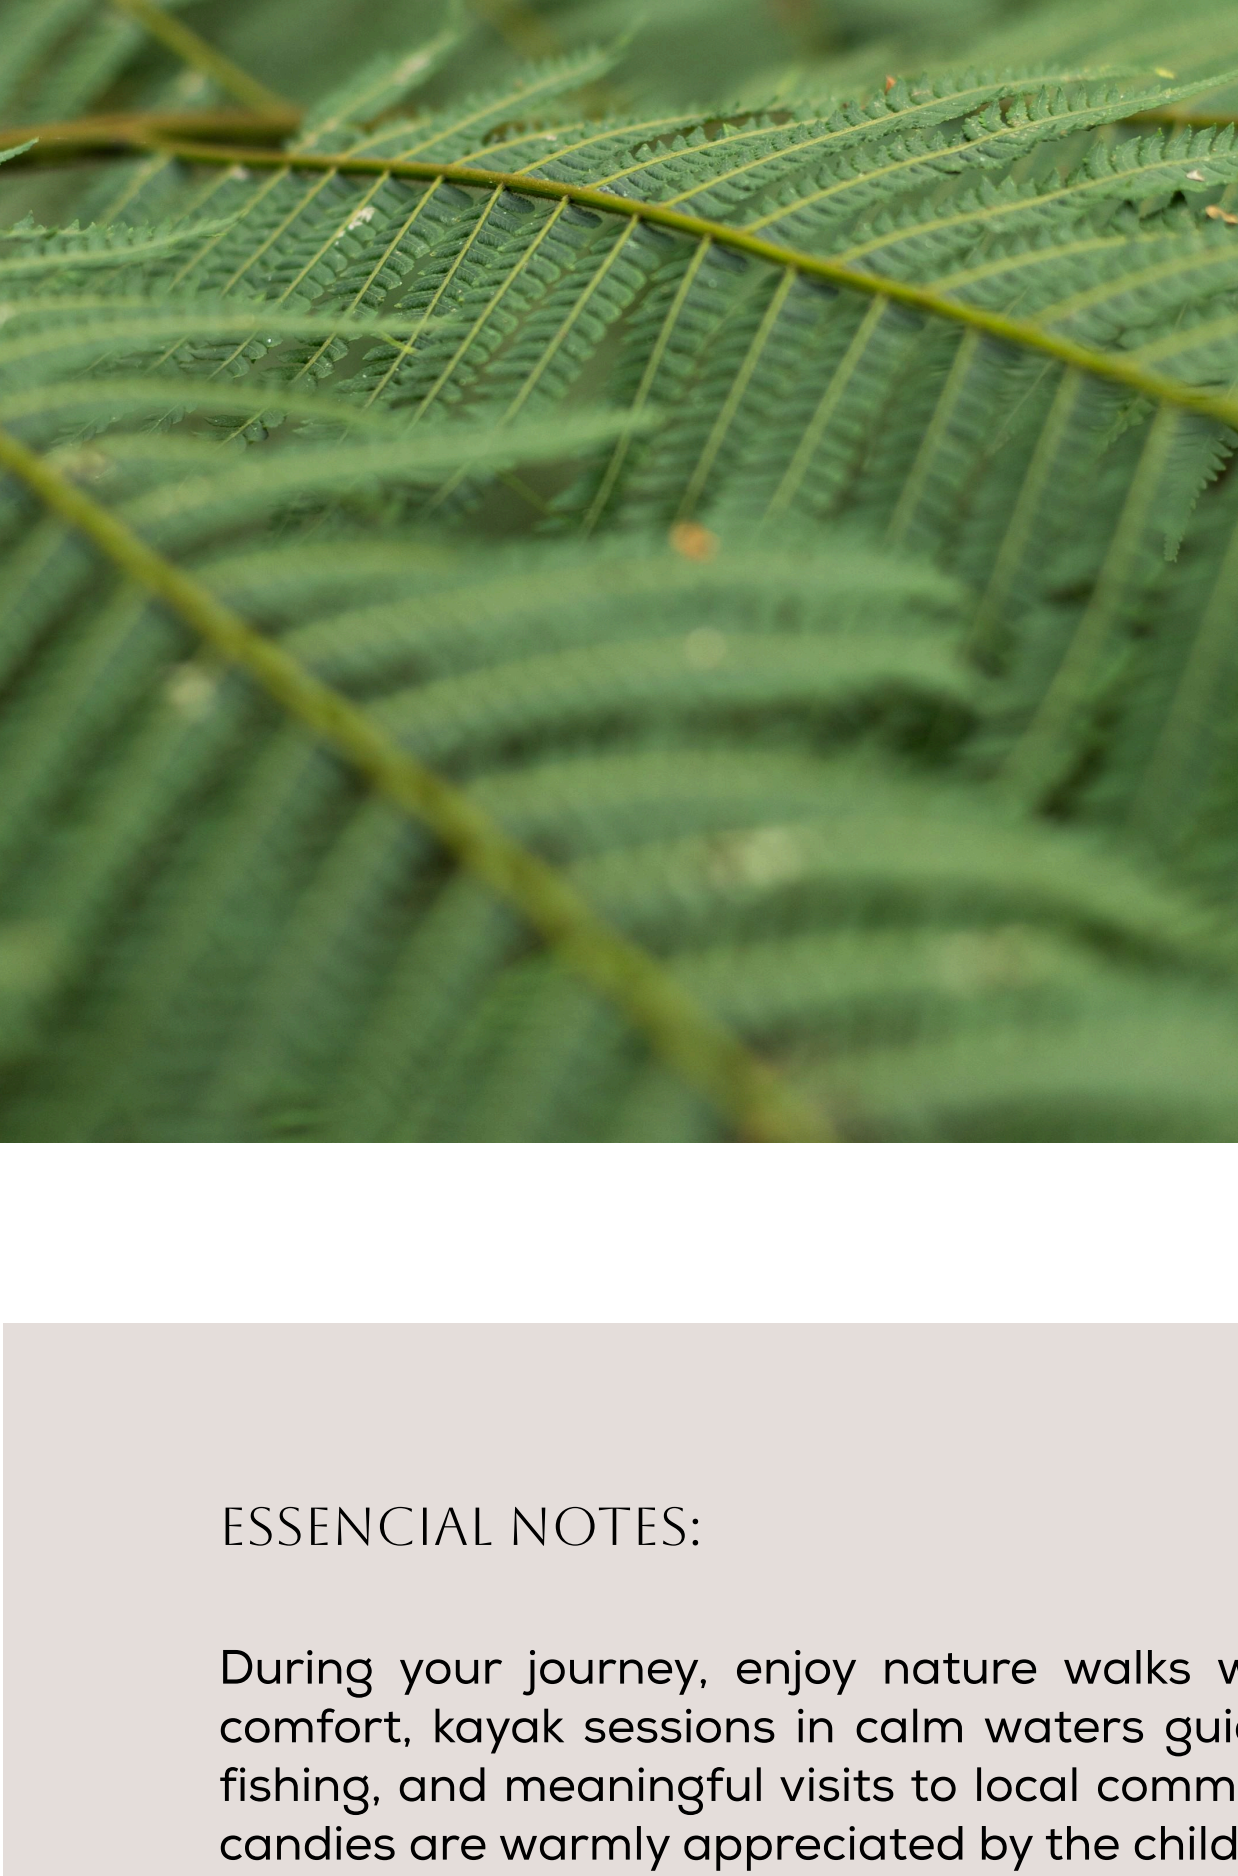 ESSENCIAL NOTES:
During your journey, enjoy nature walks
comfort, kayak sessions in calm waters
fishing, and meaningful visits to local
candies are warmly appreciated by the